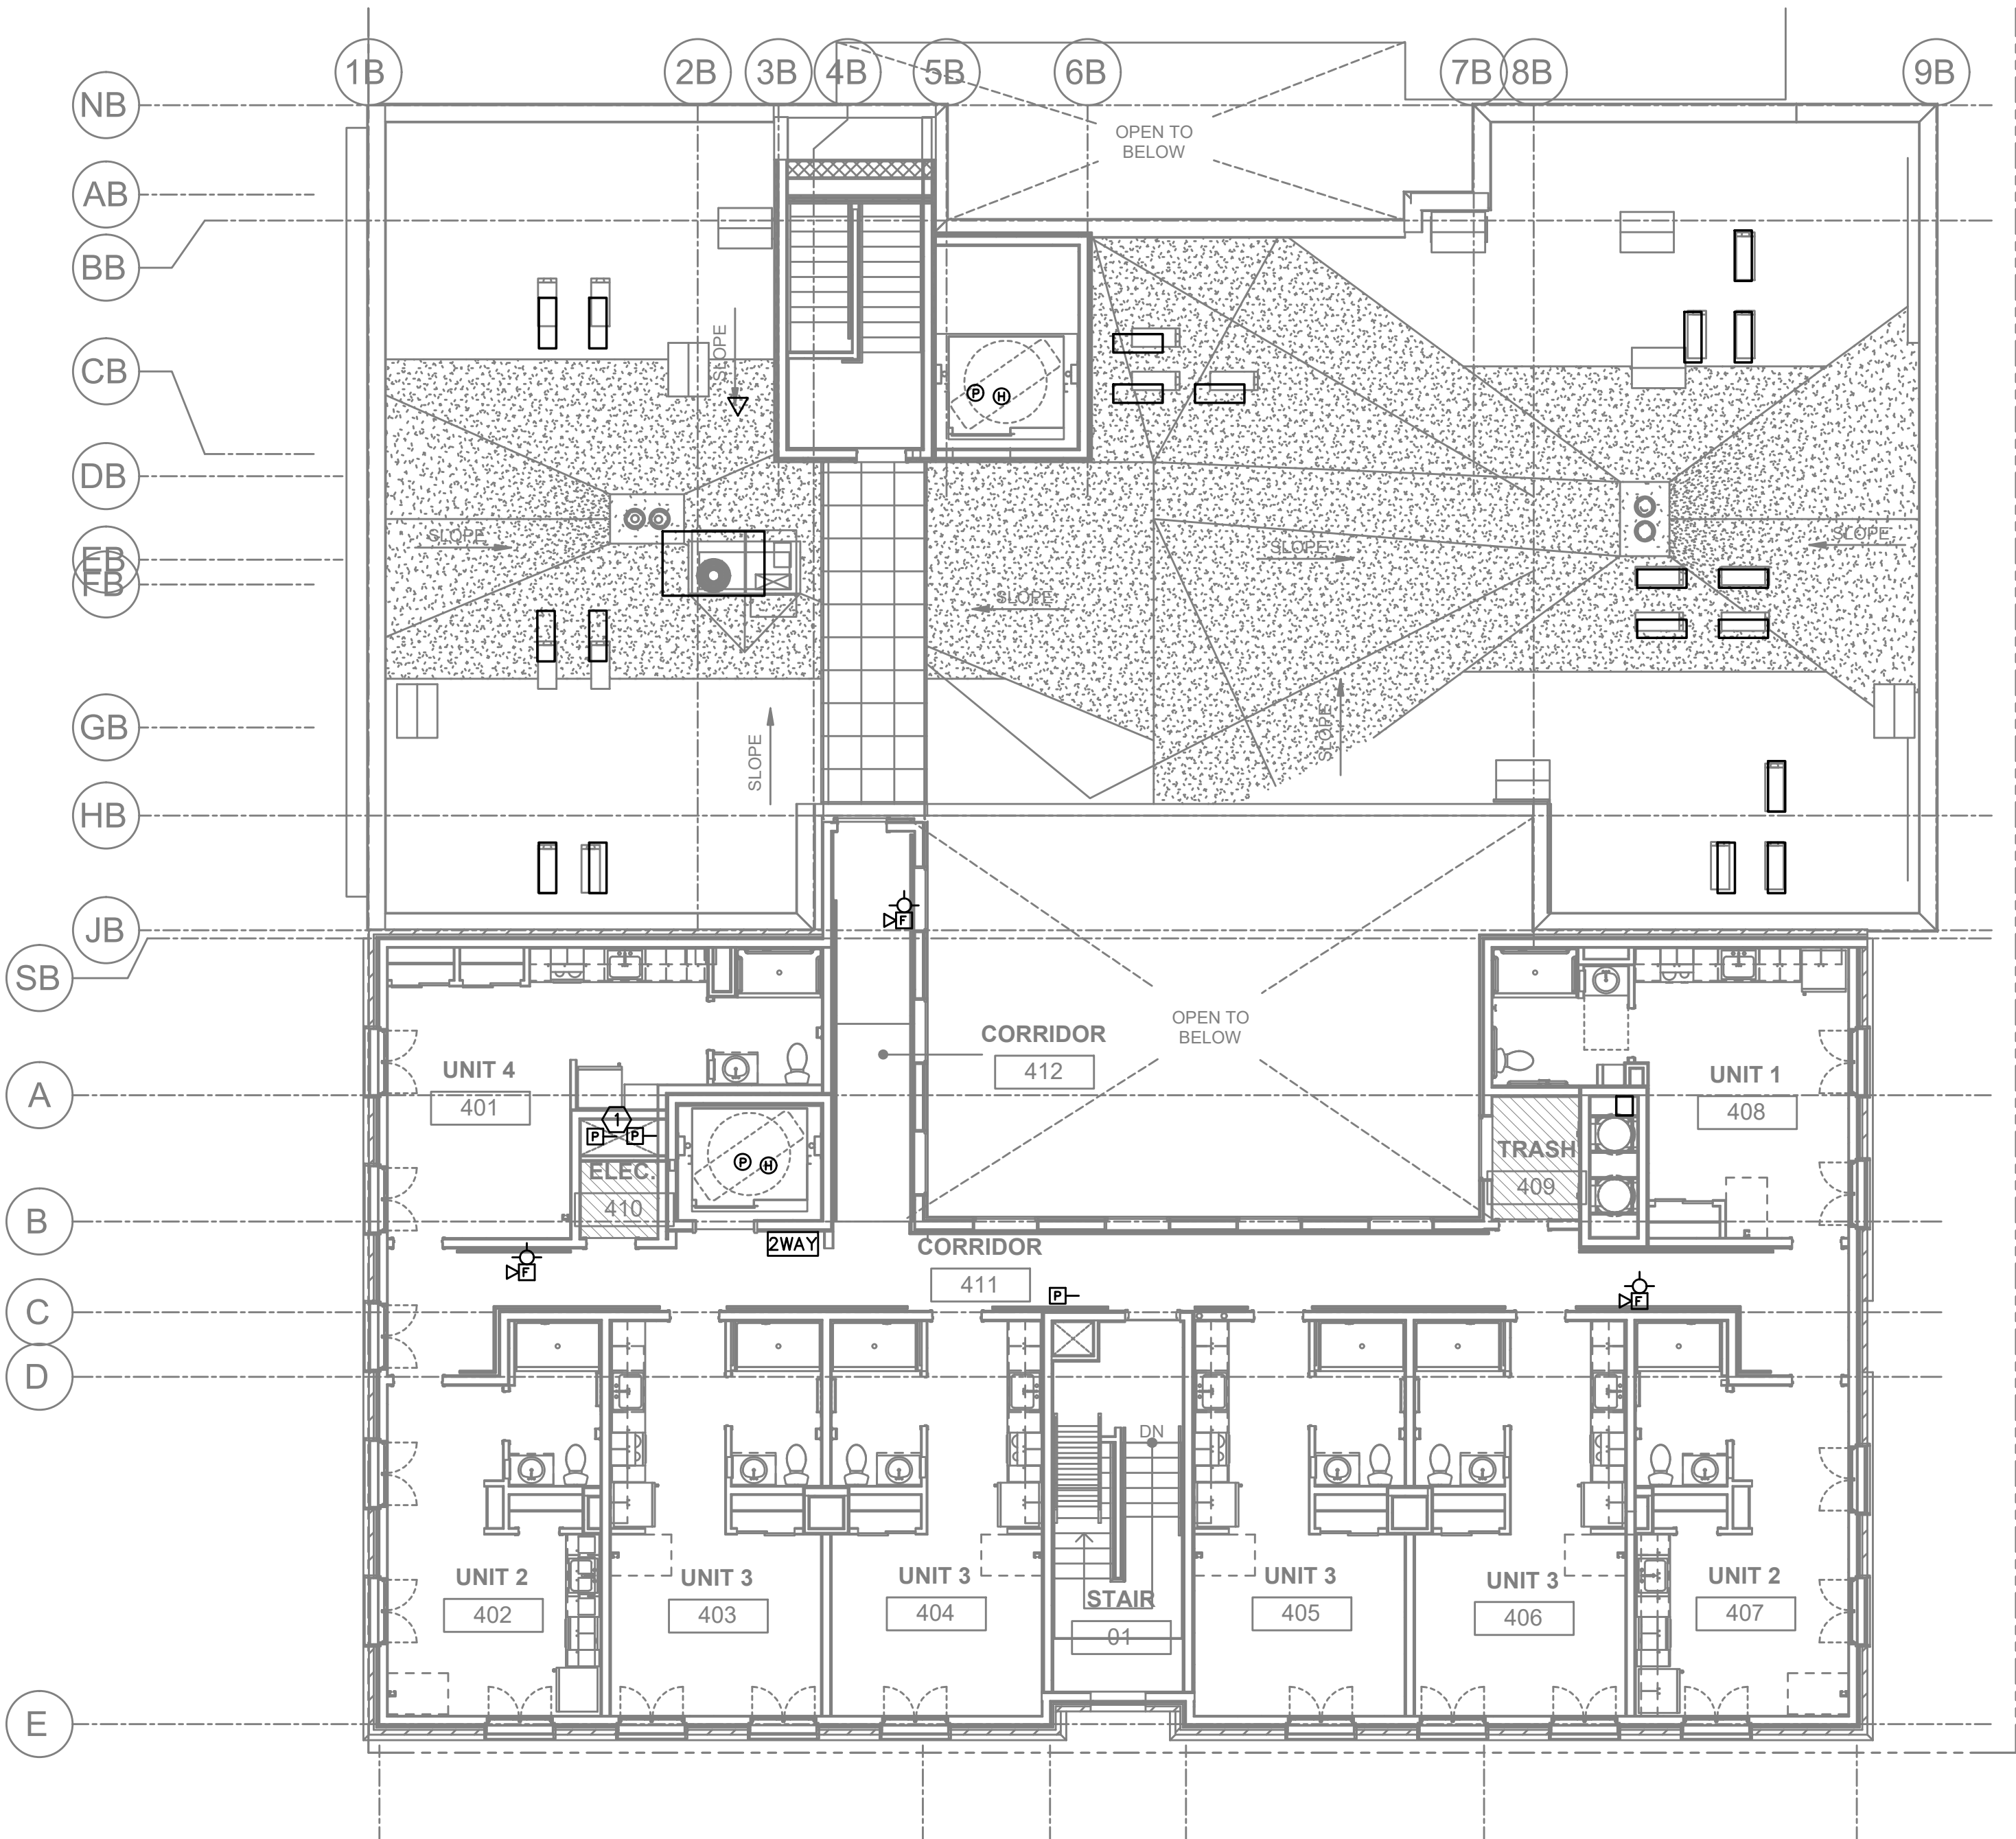 1B 2B 3B 4B 5B 6B 7B 8B 9B
NB
OPEN TO
BELOW
AB
BB
SLOPE
CB
P H
DB
SLOPE SLOPE SLOPE
EB
FB
SLOPE
GB
SLOPE SLOPE
HB
F
JB
SB
OPEN TO
BELOW
CORRIDOR
412
UNIT 4
401
UNIT 1
408
A
1
P P
ELEC.
410
P H
TRASH
409
B
2WAY
CORRIDOR
411
F
P
F
C
D
DN
UNIT 2
402
UNIT 3
403
UNIT 3
404
STAIR
01
UNIT 3
405
UNIT 3
406
UNIT 2
407
E